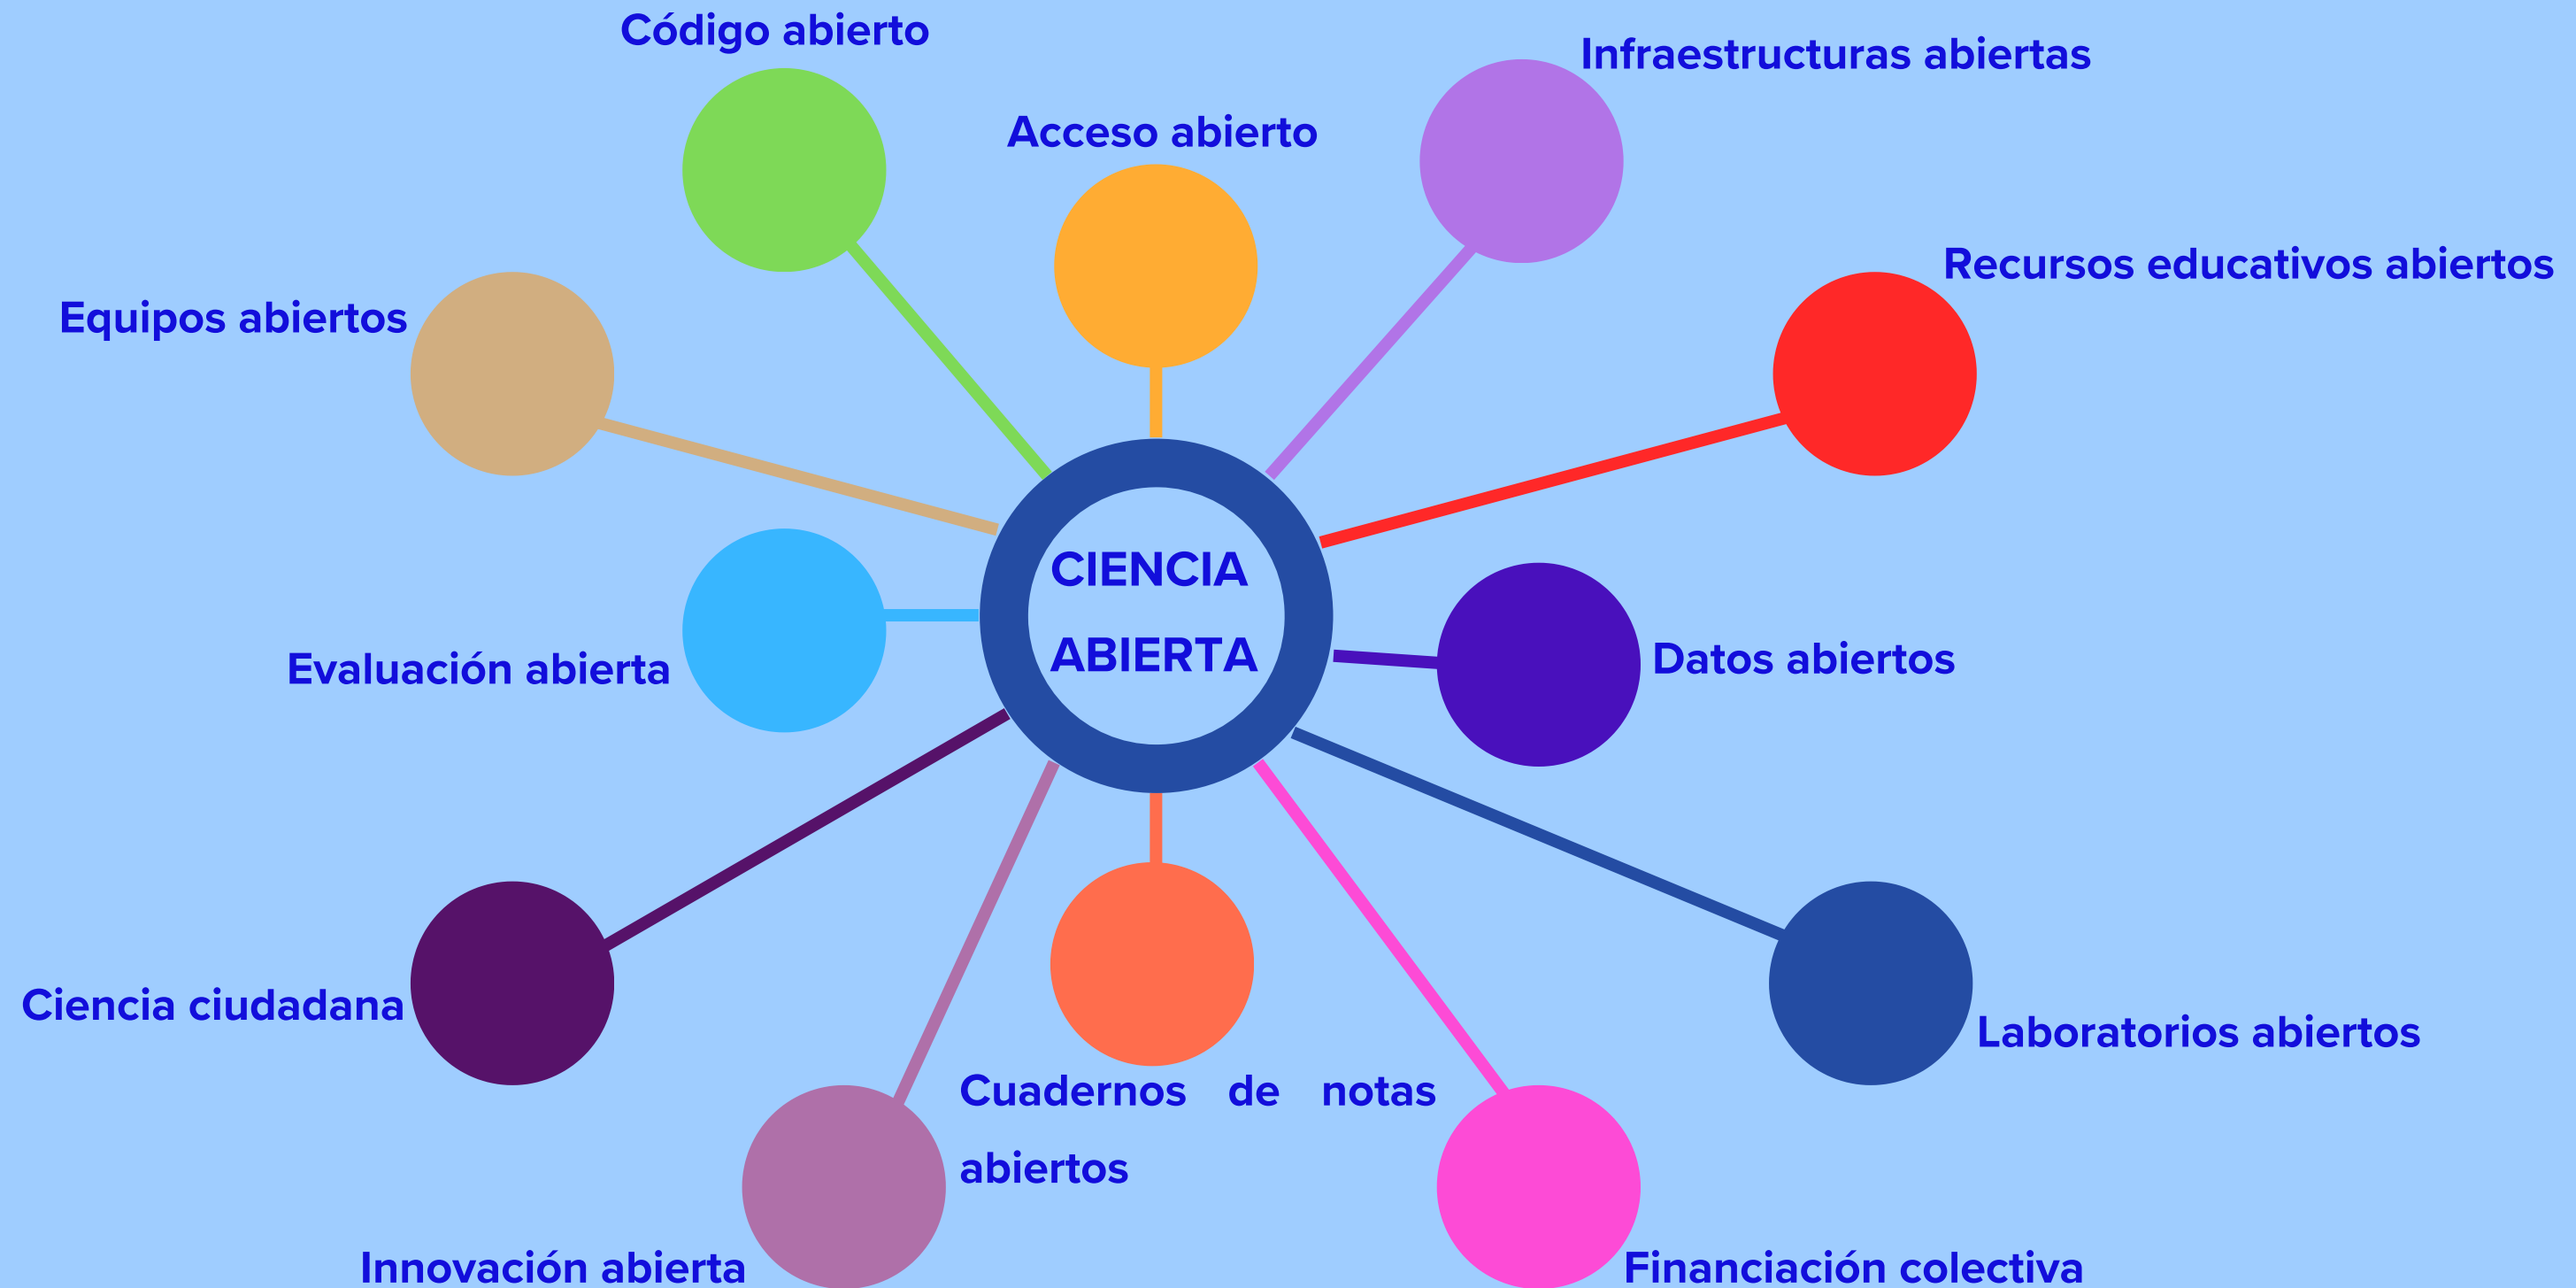 Código abierto
Infraestructuras abiertas
Acceso abierto
Recursos educativos abiertos
Equipos abiertos
CIENCIA
ABIERTA
Evaluación abierta
Datos abiertos
Ciencia ciudadana
Laboratorios abiertos
Cuadernos de notas
abiertos
Innovación abierta
Financiación colectiva